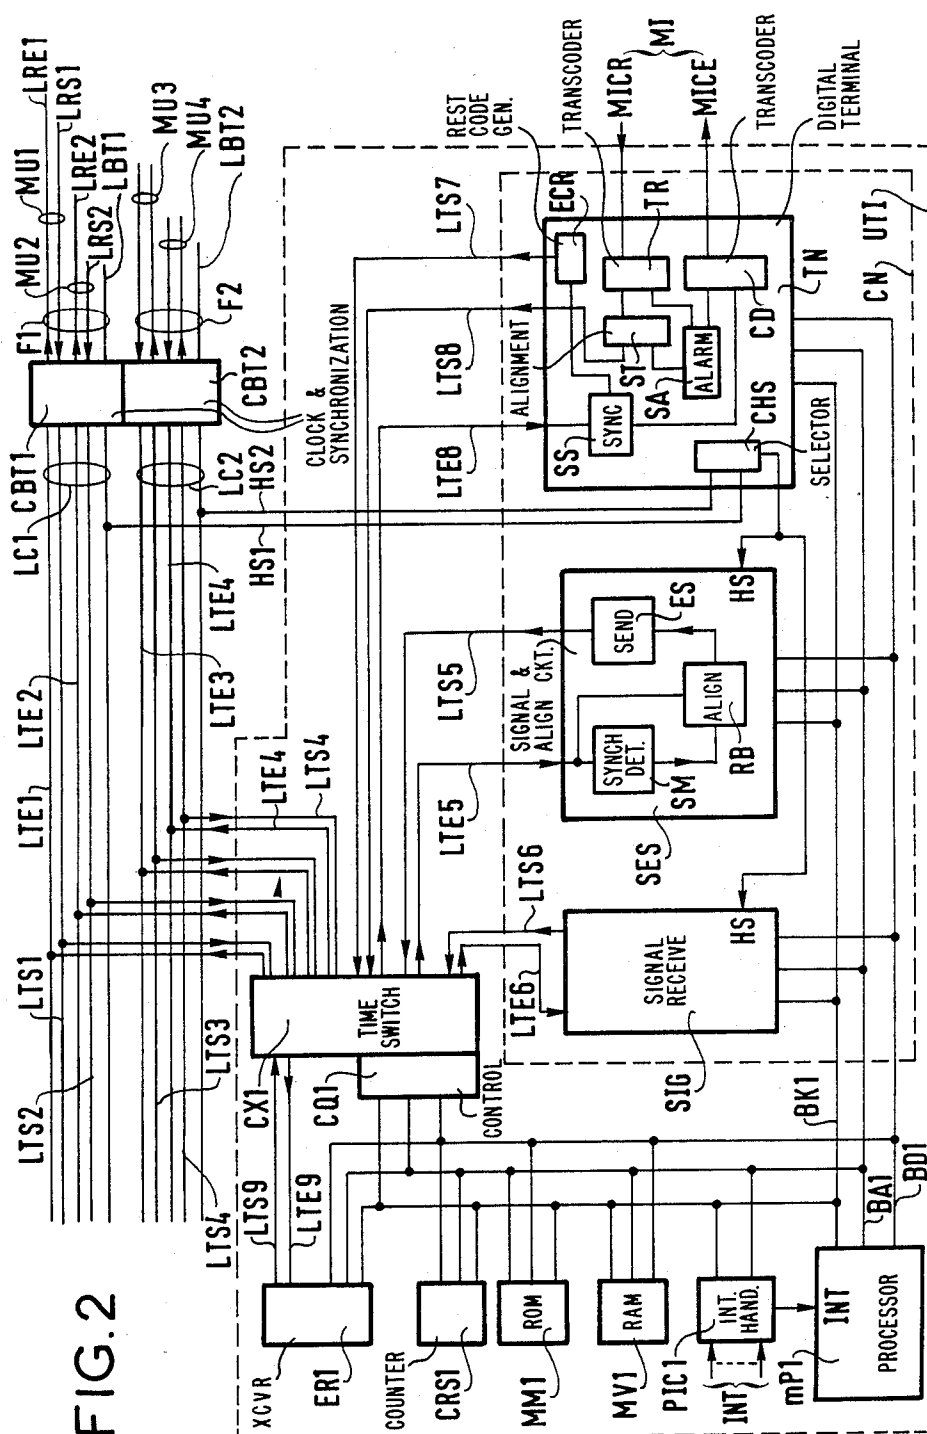 FIG. 2
LTS2
LTS1
LTE1
LTE2
LC1
CBT1
F1
MU2
MU1
LRE1
LRS1
LRE2
LRS2
LBT1
MU3
MU4
LBT2
F2
CBT2
CLOCK &
SYNCHRONIZATION
LC2
HS2
HS1
LTE4
LTE3
LTS3
LTS4
LTE4
LTS4
XCVR
ER1
LTS9
LTE9
CX1
TIME
SWITCH
CQ1
CONTROL
COUNTER
CRS1
ROM
MM1
RAM
MV1
PIC1
INT.
HAND.
INT
mP1
INT
PROCESSOR
BK1
BA1
BD1
LTE6
LTS6
SIGNAL
RECEIVE
HS
SIG
LTE5
LTS5
SIGNAL &
ALIGN CKT.
SYNCH
DET.
SM
SEND
ES
ALIGN
RB
HS
SES
LTE8
LTS8
LTS7
ALIGNMENT
REST
CODE
GEN.
ECR
TRANSCODER
TR
MICR
MI
MICE
TRANSCODER
DIGITAL
TERMINAL
SS
SYNC
ST
SA
ALARM
CD
CHS
SELECTOR
TN
CN
UTI